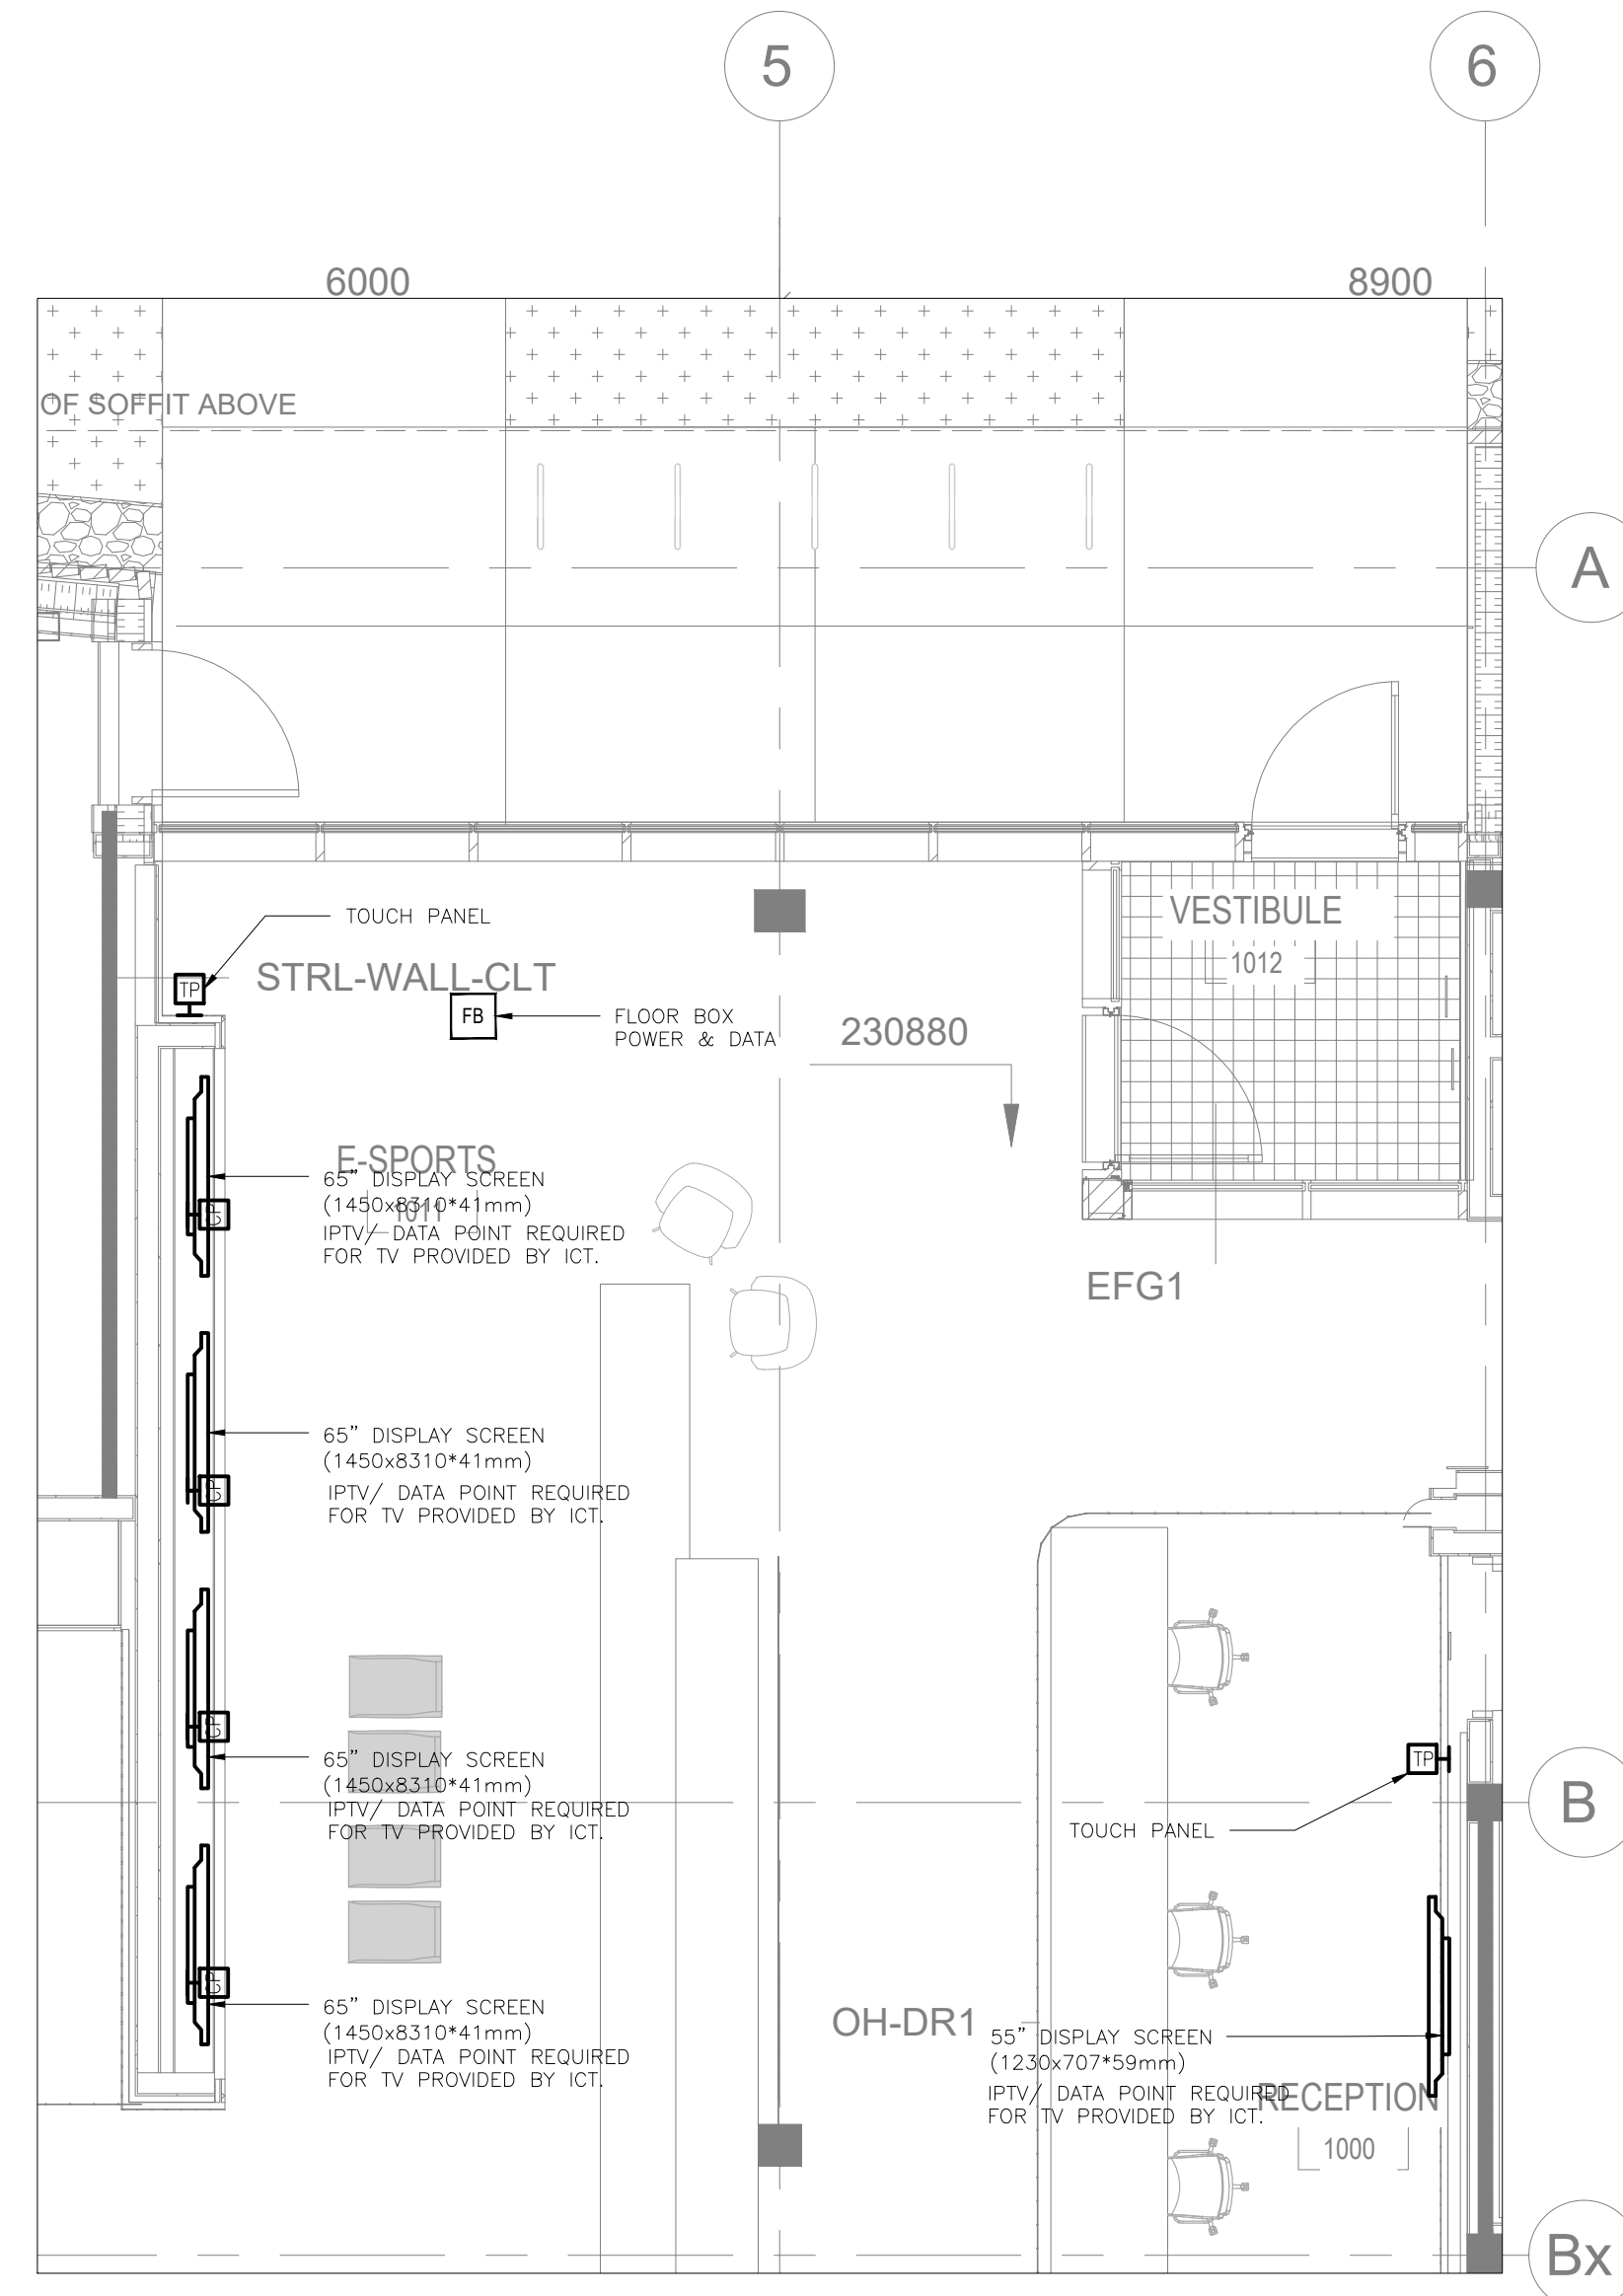 5
6
6000
8900
OF SOFFIT ABOVE
A
TOUCH PANEL
VESTIBULE
1012
STRL-WALL-CLT
TP
FB
FLOOR BOX
POWER & DATA
230880
E-SPORTS
1011
65” DISPLAY SCREEN
(1450x8310*41mm)
IPTV/ DATA POINT REQUIRED
FOR TV PROVIDED BY ICT.
EFG1
65” DISPLAY SCREEN
(1450x8310*41mm)
IPTV/ DATA POINT REQUIRED
FOR TV PROVIDED BY ICT.
65” DISPLAY SCREEN
(1450x8310*41mm)
IPTV/ DATA POINT REQUIRED
FOR TV PROVIDED BY ICT.
TP
B
TOUCH PANEL
65” DISPLAY SCREEN
(1450x8310*41mm)
IPTV/ DATA POINT REQUIRED
FOR TV PROVIDED BY ICT.
OH-DR1
55” DISPLAY SCREEN
(1230x707*59mm)
IPTV/ DATA POINT REQUIRED
FOR TV PROVIDED BY ICT.
RECEPTION
1000
Bx